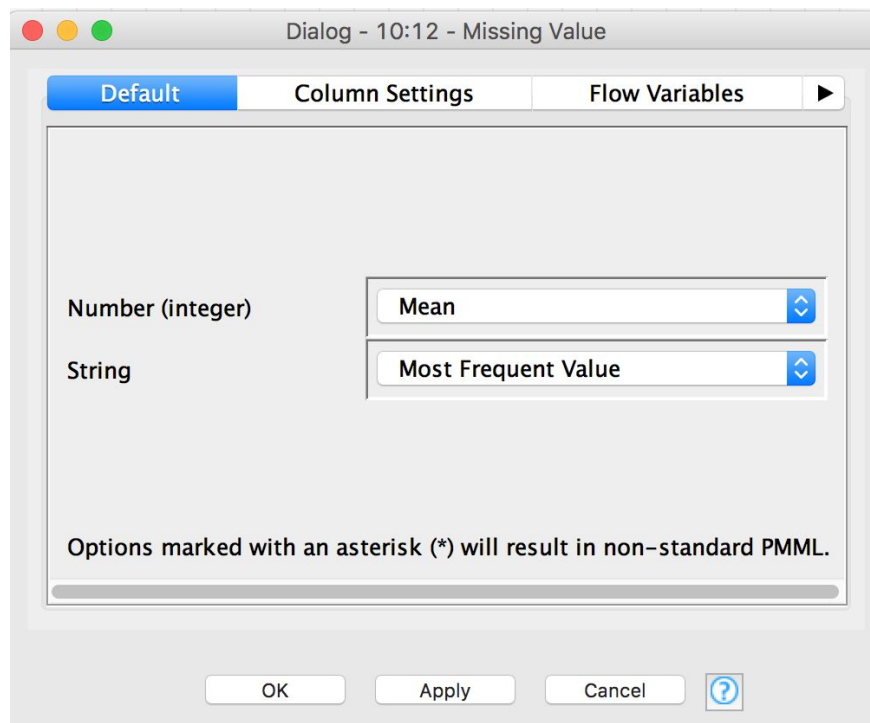 Dialog - 10:12 - Missing Value
Default Column Settings Flow Variables
Number (integer) Mean
String Most Frequent Value
Options marked with an asterisk (*) will result in non-standard PMML.
OK Apply Cancel ?